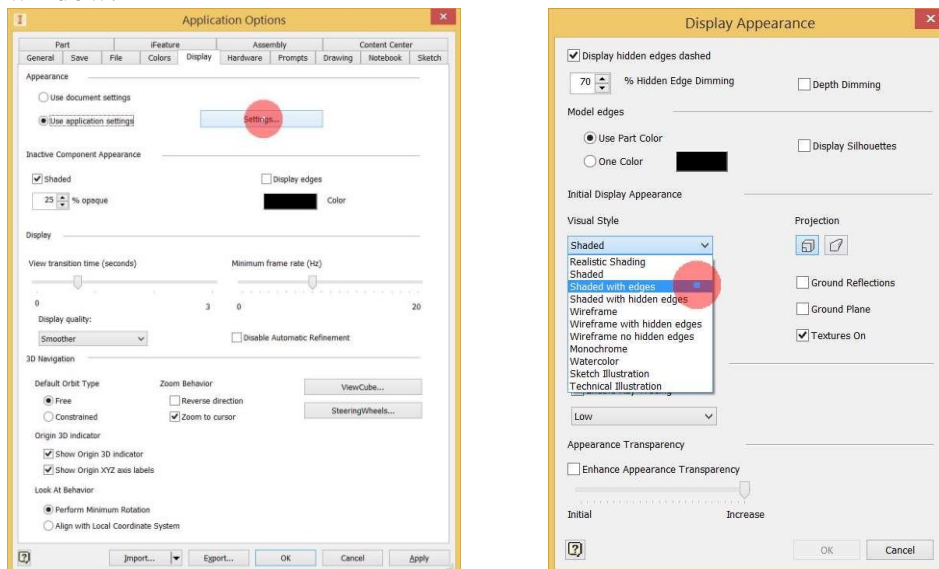 Application Options
Part iFeature Assembly Content Center
General Save File Colors Display Hardware Prompts Drawing Notebook Sketch
Appearance
Use document settings
Use application settings
Settings...
Inactive Component Appearance
Shaded
Display edges
25 % opaque
Color
Display
View transition time (seconds)
Minimum frame rate (Hz)
0 3 0 20
Display quality:
Smoother
Disable Automatic Refinement
3D Navigation
Default Orbit Type
Free
Constrained
Zoom Behavior
Reverse direction
Zoom to cursor
ViewCube...
SteeringWheels...
Origin 3D indicator
Show Origin 3D indicator
Show Origin XYZ axis labels
Look At Behavior
Perform Minimum Rotation
Align with Local Coordinate System
Import... Export... OK Cancel Apply
Display Appearance
Display hidden edges dashed
70 % Hidden Edge Dimming
Depth Dimming
Model edges
Use Part Color
One Color
Display Silhouettes
Initial Display Appearance
Visual Style
Projection
Shaded
Realistic Shading
Shaded
Shaded with edges
Shaded with hidden edges
Wireframe
Wireframe with hidden edges
Wireframe no hidden edges
Monochrome
Watercolor
Sketch Illustration
Technical Illustration
Ground Reflections
Ground Plane
Textures On
Low
Appearance Transparency
Enhance Appearance Transparency
Initial Increase
OK Cancel